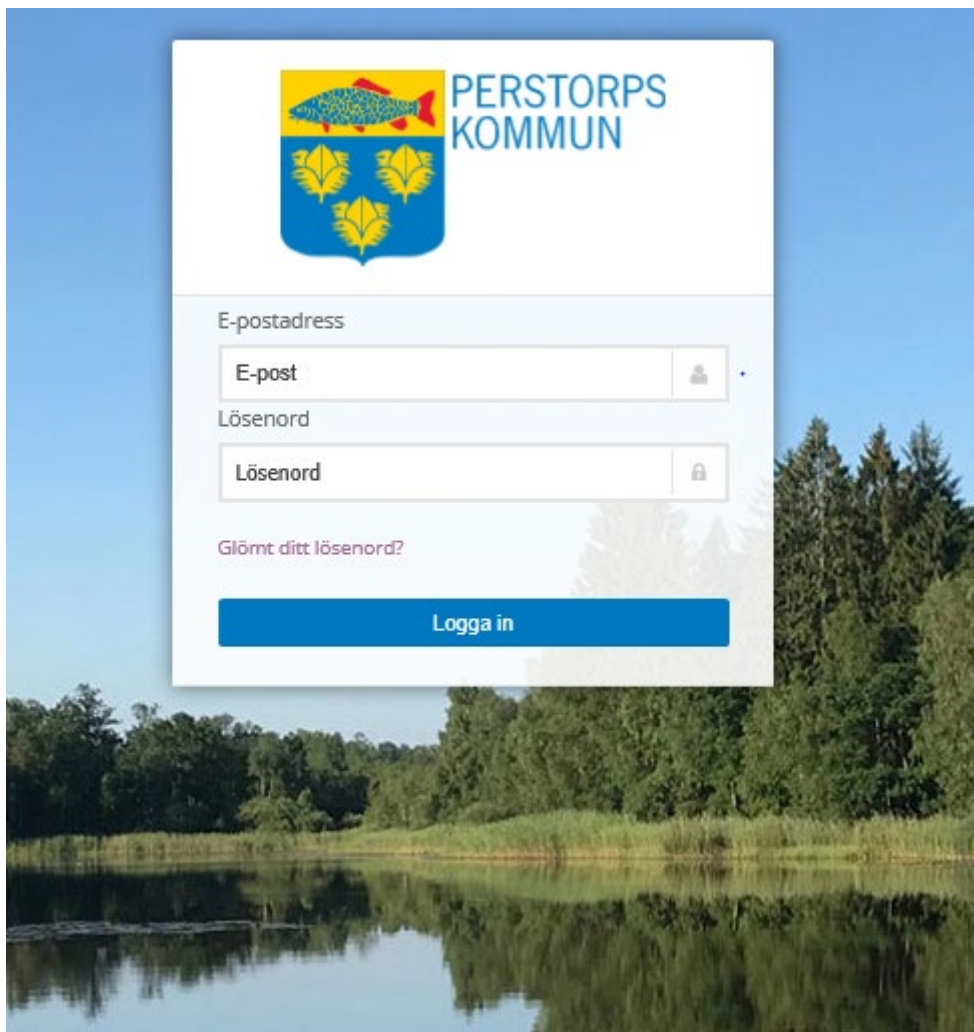 PERSTORPS
KOMMUN
E-postadress
E-post
Lösenord
Lösenord
Glömt ditt lösenord?
Logga in